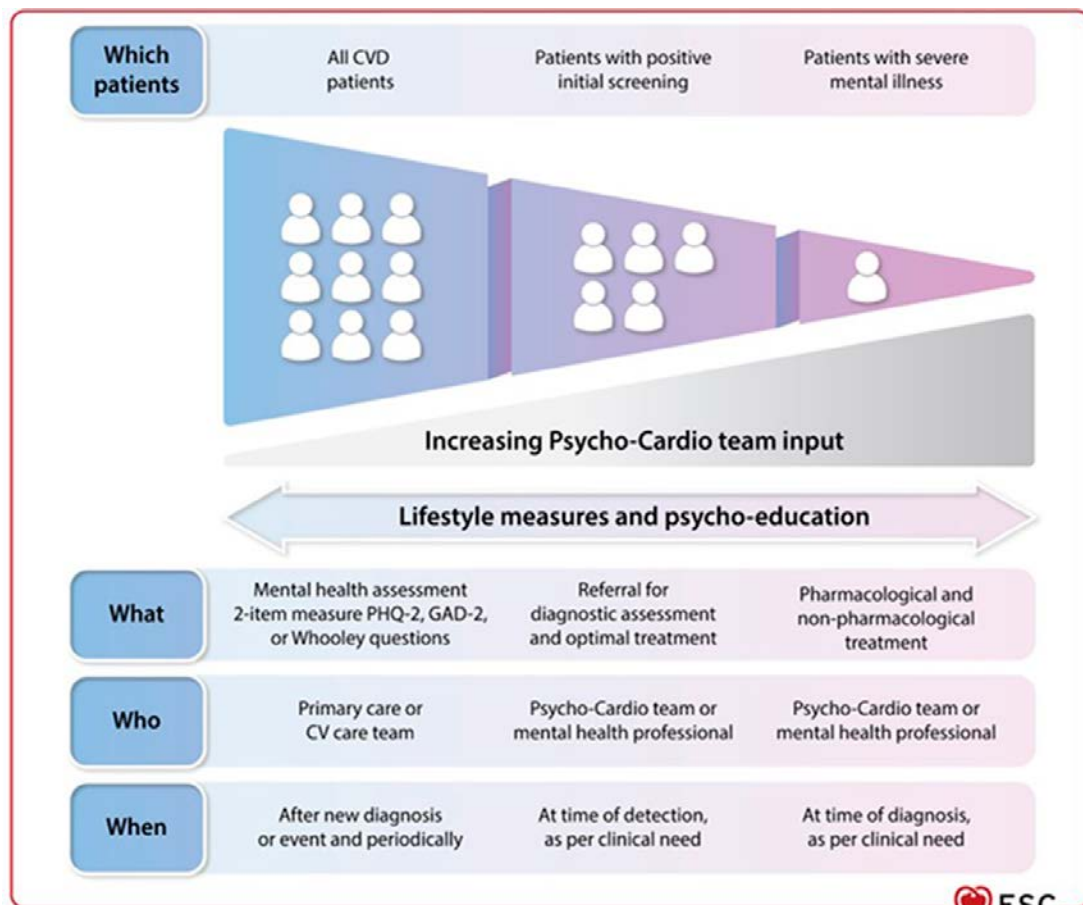 Which
patients
All CVD
patients
Patients with positive
initial screening
Patients with severe
mental illness
Increasing Psycho-Cardio team input
Lifestyle measures and psycho-education
What
Mental health assessment
2-item measure PHQ-2, GAD-2,
or Whooley questions
Referral for
diagnostic assessment
and optimal treatment
Pharmacological and
non-pharmacological
treatment
Who
Primary care or
CV care team
Psycho-Cardio team or
mental health professional
Psycho-Cardio team or
mental health professional
When
After new diagnosis
or event and periodically
At time of detection,
as per clinical need
At time of diagnosis,
as per clinical need
ESC